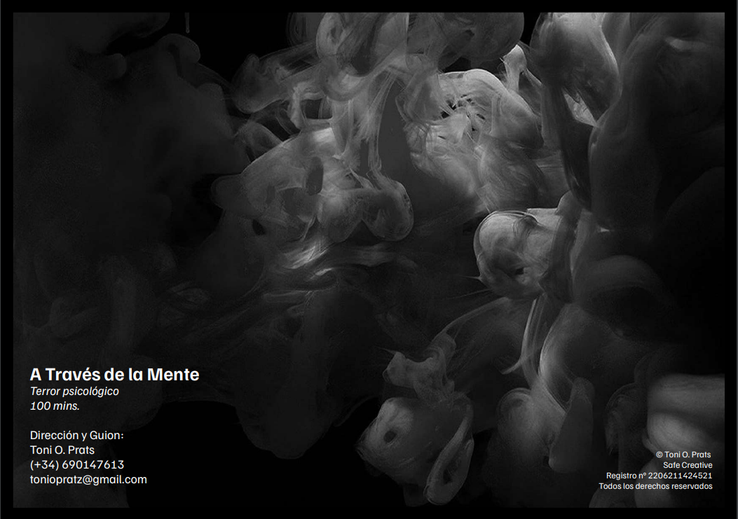 A Través de la Mente
Terror psicológico
100 mins.
Dirección y Guion:
Toni O. Prats
(+34) 690147613
toniopratz@gmail.com
© Toni O. Prats
Safe Creative
Registro nº 2206211424521
Todos los derechos reservados